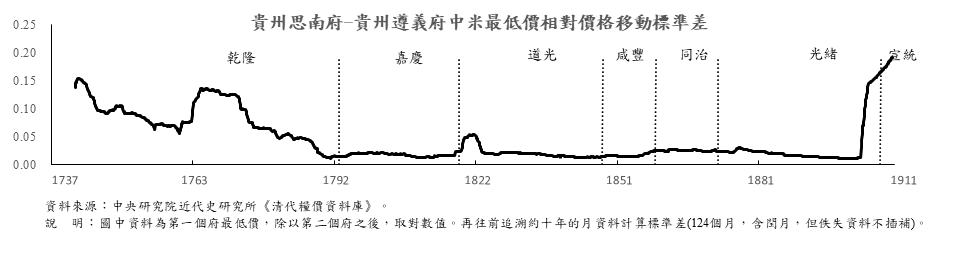 貴州思南府-貴州遵義府中米最低價相對價格移動標準差
0.25
0.20
0.15
0.10
0.05
0.00
乾隆 嘉慶 道光 咸豐 同治 光緒 宣統
1737 1763 1792 1822 1851 1881 1911
資料來源：中央研究院近代史研究所《清代糧價資料庫》。
說　明：圖中資料為第一個府最低價，除以第二個府之後，取對數值。再往前追溯約十年的月資料計算標準差(124個月，含閏月，但佚失資料不插補)。